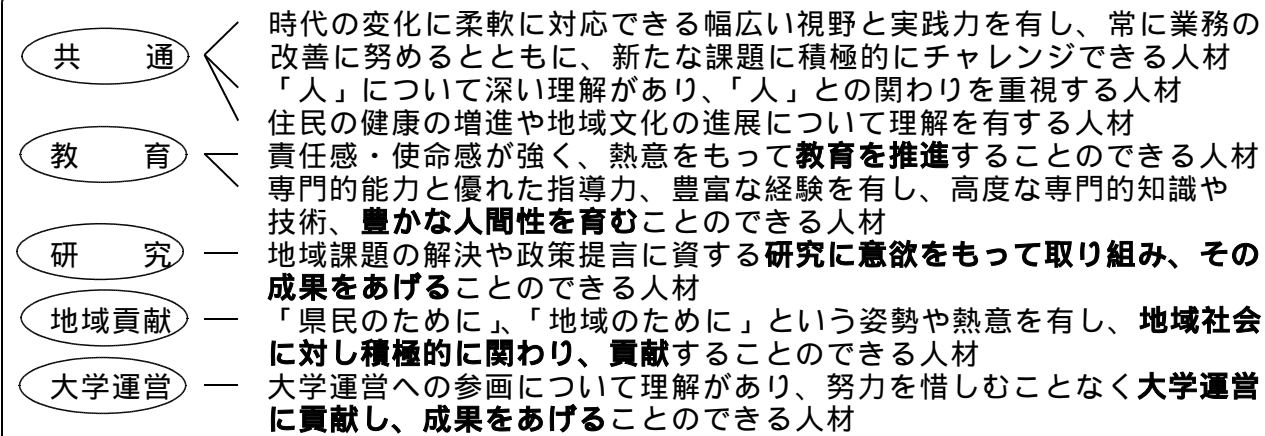 時代の変化に柔軟に対応できる幅広い視野と実践力を有し、常に業務の
共　　通 改善に努めるとともに、新たな課題に積極的にチャレンジできる人材
「人」について深い理解があり、「人」との関わりを重視する人材
住民の健康の増進や地域文化の進展について理解を有する人材
教　　育 責任感・使命感が強く、熱意をもって教育を推進することのできる人材
専門的能力と優れた指導力、豊富な経験を有し、高度な専門的知識や
技術、豊かな人間性を育むことのできる人材
研　　究 地域課題の解決や政策提言に資する研究に意欲をもって取り組み、その
成果をあげることのできる人材
地域貢献 「県民のために」、「地域のために」という姿勢や熱意を有し、地域社会
に対し積極的に関わり、貢献することのできる人材
大学運営 大学運営への参画について理解があり、努力を惜しむことなく大学運営
に貢献し、成果をあげることのできる人材